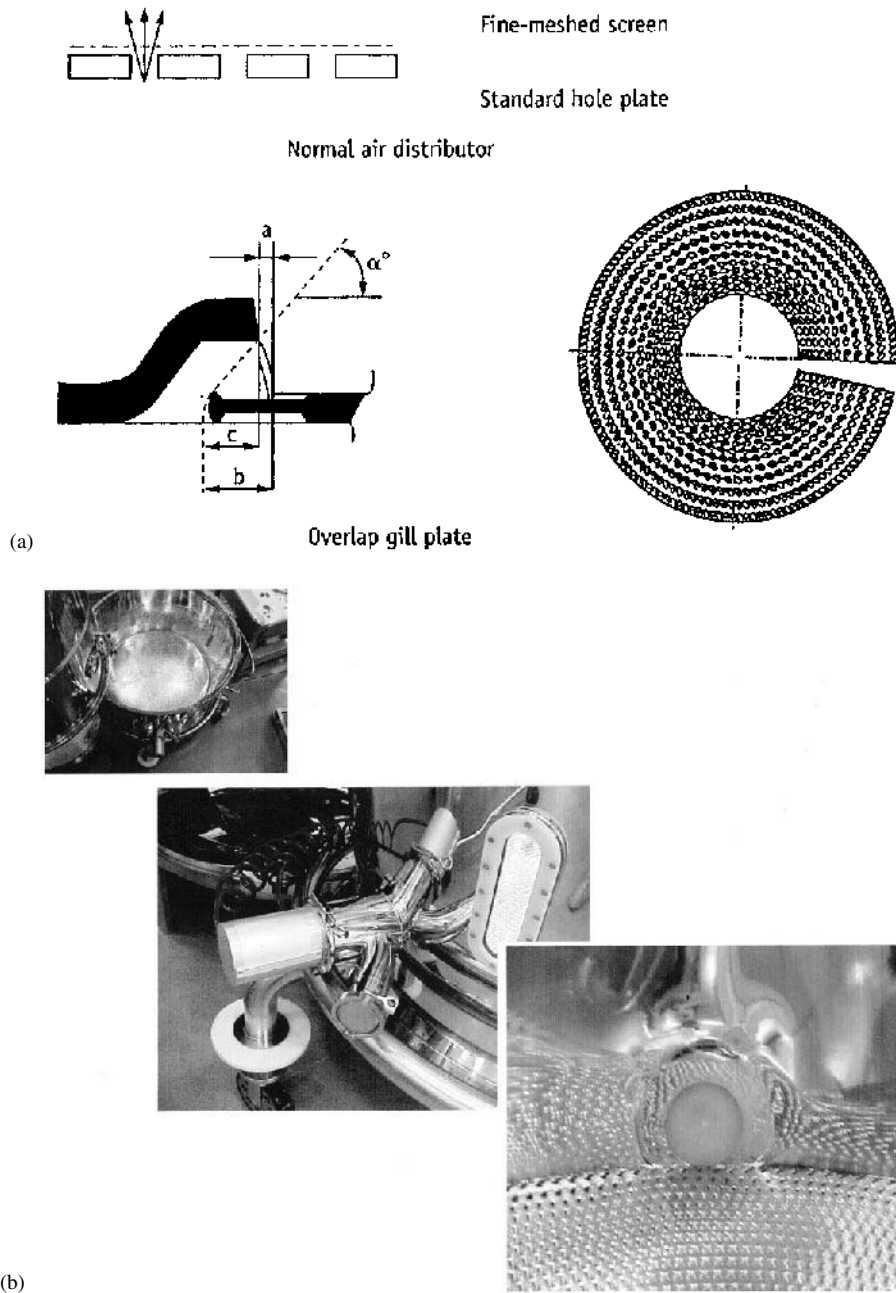 Fine-meshed screen
Standard hole plate
Normal air distributor
a
α°
c
b
(a)
Overlap gill plate
(b)